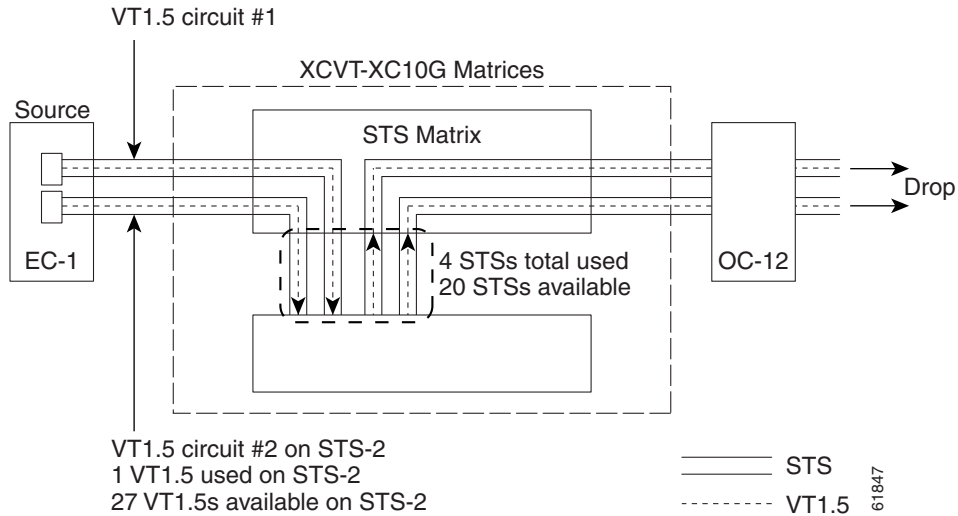 VT1.5 circuit #1
XCVT-XC10G Matrices
Source
STS Matrix
Drop
EC-1
4 STSs total used
20 STSs available
OC-12
VT1.5 circuit #2 on STS-2
1 VT1.5 used on STS-2
27 VT1.5s available on STS-2
STS
VT1.5
61847